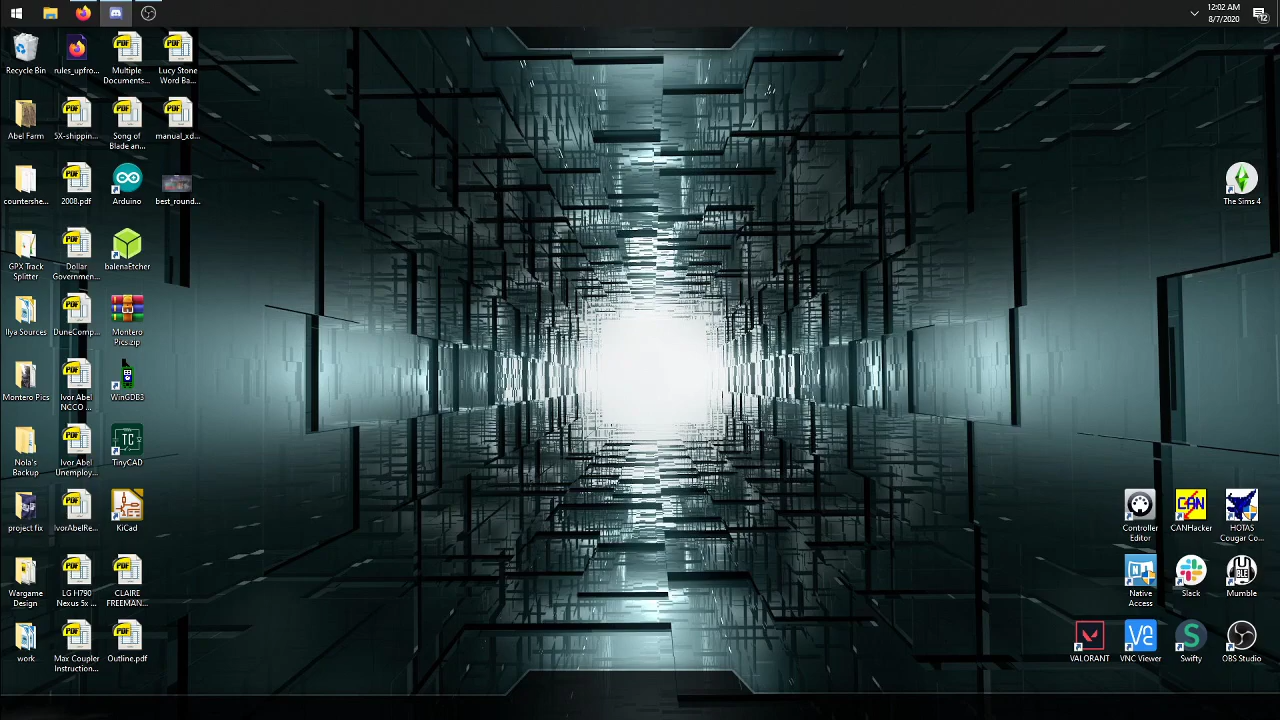 12:02 AM
8/7/2020
12
Recycle Bin
rules_upfro...
Multiple
Documents...
Lucy Stone
Word Ba...
Abel Farm
5X-shippin...
Song of
Blade an...
manual_xd...
countershe...
2008.pdf
Arduino
best_round...
The Sims 4
GPX Track
Splitter
Dollar
Governmen...
balenaEtcher
Ilya Sources
DuneComp...
Montero
Pics.zip
Montero Pics
Ivor Abel
NCCO ...
WinGDB3
Nola's
Backup
Ivor Abel
Unemploy...
TC
TinyCAD
project fix
IvorAbelRe...
KiCad
Controller
Editor
CAN
CANHacker
HOTAS
Cougar Co...
Wargame
Design
LG H790
Nexus 5x ...
CLAIRE
FREEMAN...
Native
Access
Slack
Mumble
work
Max Coupler
Instruction...
Outline.pdf
VALORANT
VNC Viewer
Swifty
OBS Studio